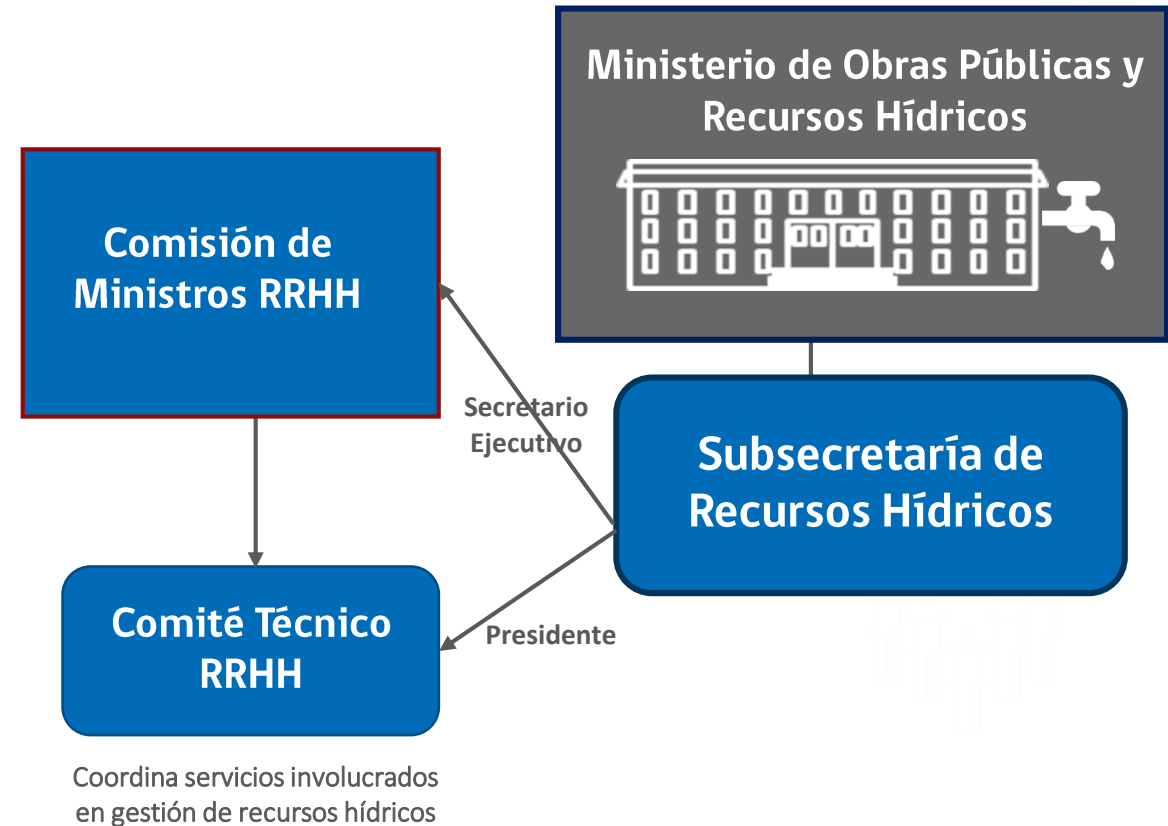 Ministerio de Obras Públicas y
Recursos Hídricos
Comisión de
Ministros RRHH
Secretario
Ejecutivo
Subsecretaría de
Recursos Hídricos
Comité Técnico
RRHH
Presidente
Coordina servicios involucrados
en gestión de recursos hídricos